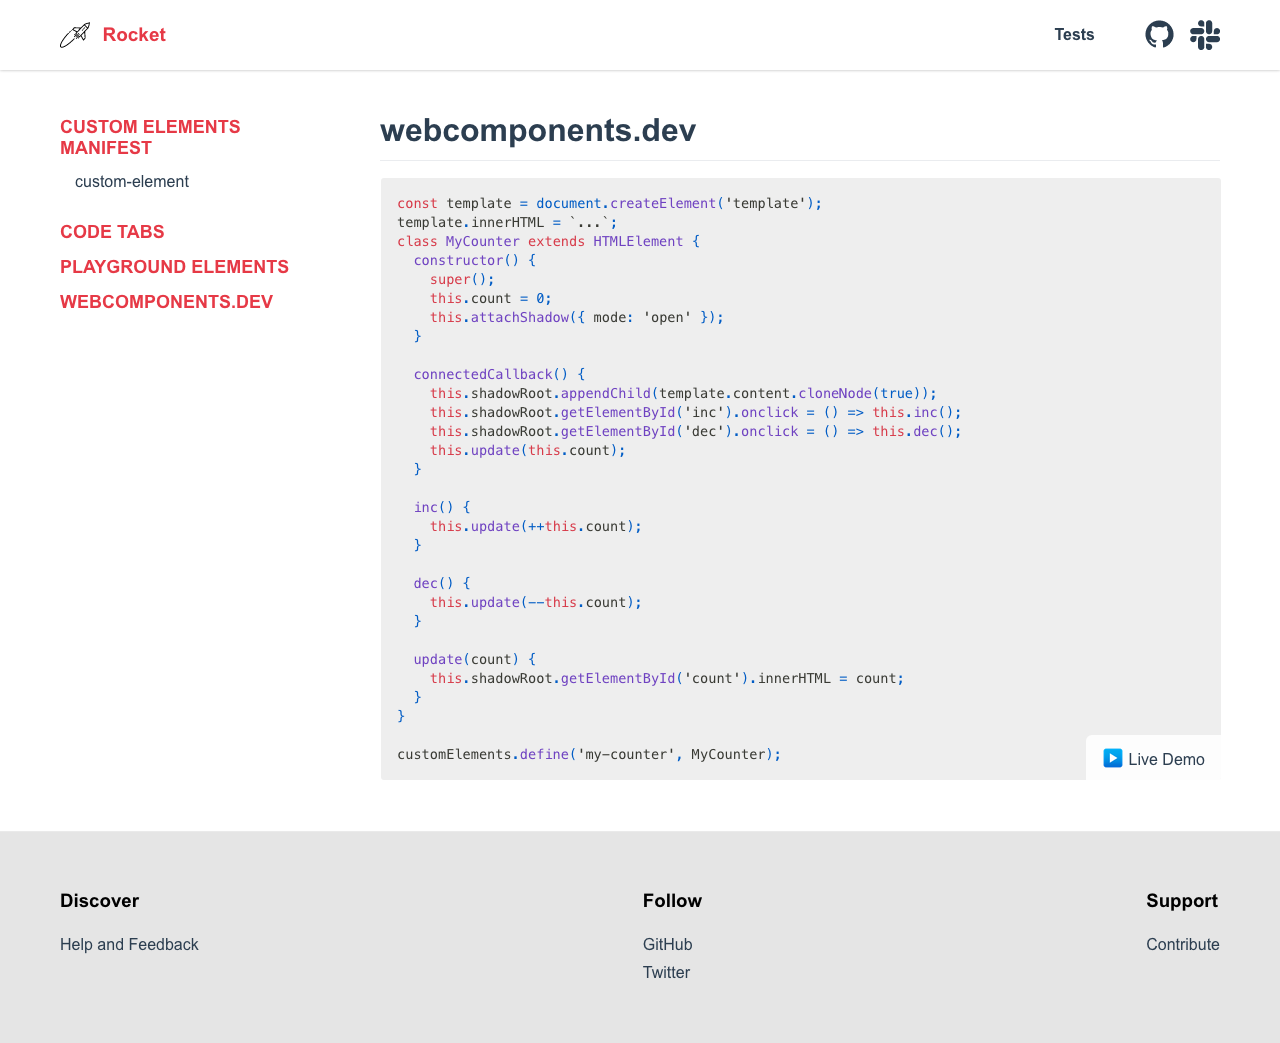 Rocket
Tests
CUSTOM ELEMENTS
MANIFEST
custom-element
CODE TABS
PLAYGROUND ELEMENTS
WEBCOMPONENTS.DEV
webcomponents.dev
const template = document.createElement('template');
template.innerHTML = `...`;
class MyCounter extends HTMLElement {
  constructor() {
    super();
    this.count = 0;
    this.attachShadow({ mode: 'open' });
  }

  connectedCallback() {
    this.shadowRoot.appendChild(template.content.cloneNode(true));
    this.shadowRoot.getElementById('inc').onclick = () => this.inc();
    this.shadowRoot.getElementById('dec').onclick = () => this.dec();
    this.update(this.count);
  }

  inc() {
    this.update(++this.count);
  }

  dec() {
    this.update(--this.count);
  }

  update(count) {
    this.shadowRoot.getElementById('count').innerHTML = count;
  }
}

customElements.define('my-counter', MyCounter);
Live Demo
Discover
Help and Feedback
Follow
GitHub
Twitter
Support
Contribute